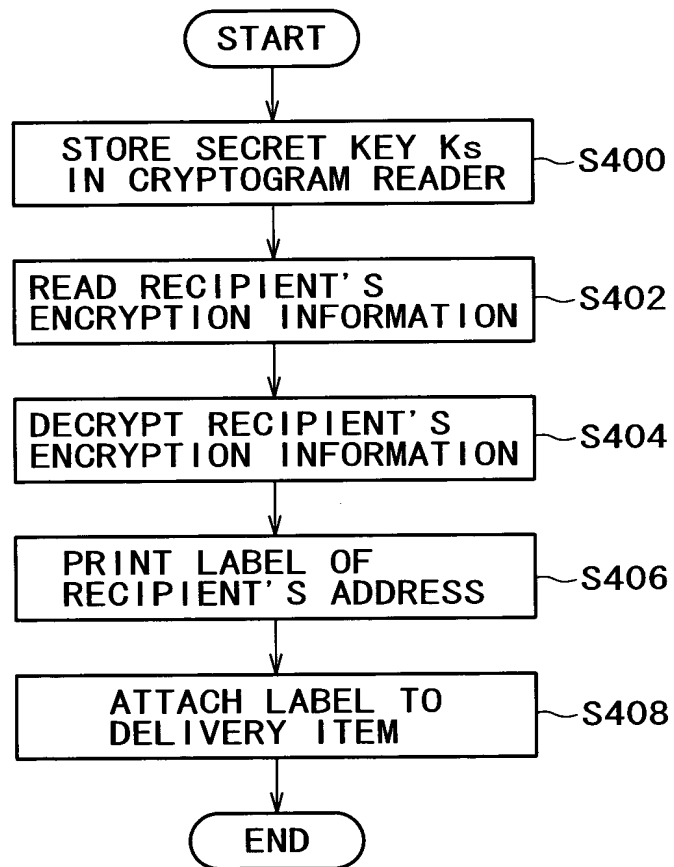 START
STORE SECRET KEY Ks
IN CRYPTOGRAM READER
S400
READ RECIPIENT'S
ENCRYPTION INFORMATION
S402
DECRYPT RECIPIENT'S
ENCRYPTION INFORMATION
S404
PRINT LABEL OF
RECIPIENT'S ADDRESS
S406
ATTACH LABEL TO
DELIVERY ITEM
S408
END